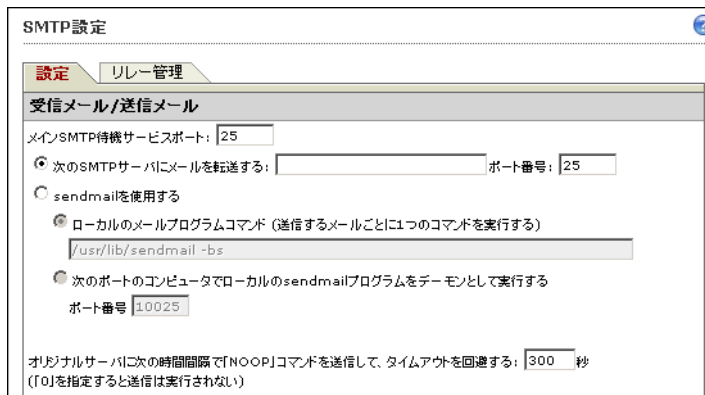 SMTP設定
設定 リレー管理
受信メール/送信メール
メインSMTP待機サービスポート: 25
次のSMTPサーバにメールを転送する: ポート番号: 25
sendmailを使用する
ローカルのメールプログラムコマンド (送信するメールごとに1つのコマンドを実行する)
/usr/lib/sendmail -bs
次のポートのコンピュータでローカルのsendmailプログラムをデーモンとして実行する
ポート番号 10025
オリジナルサーバに次の時間間隔で「NOOP」コマンドを送信して、タイムアウトを回避する: 300 秒
(「0」を指定すると送信は実行されない)